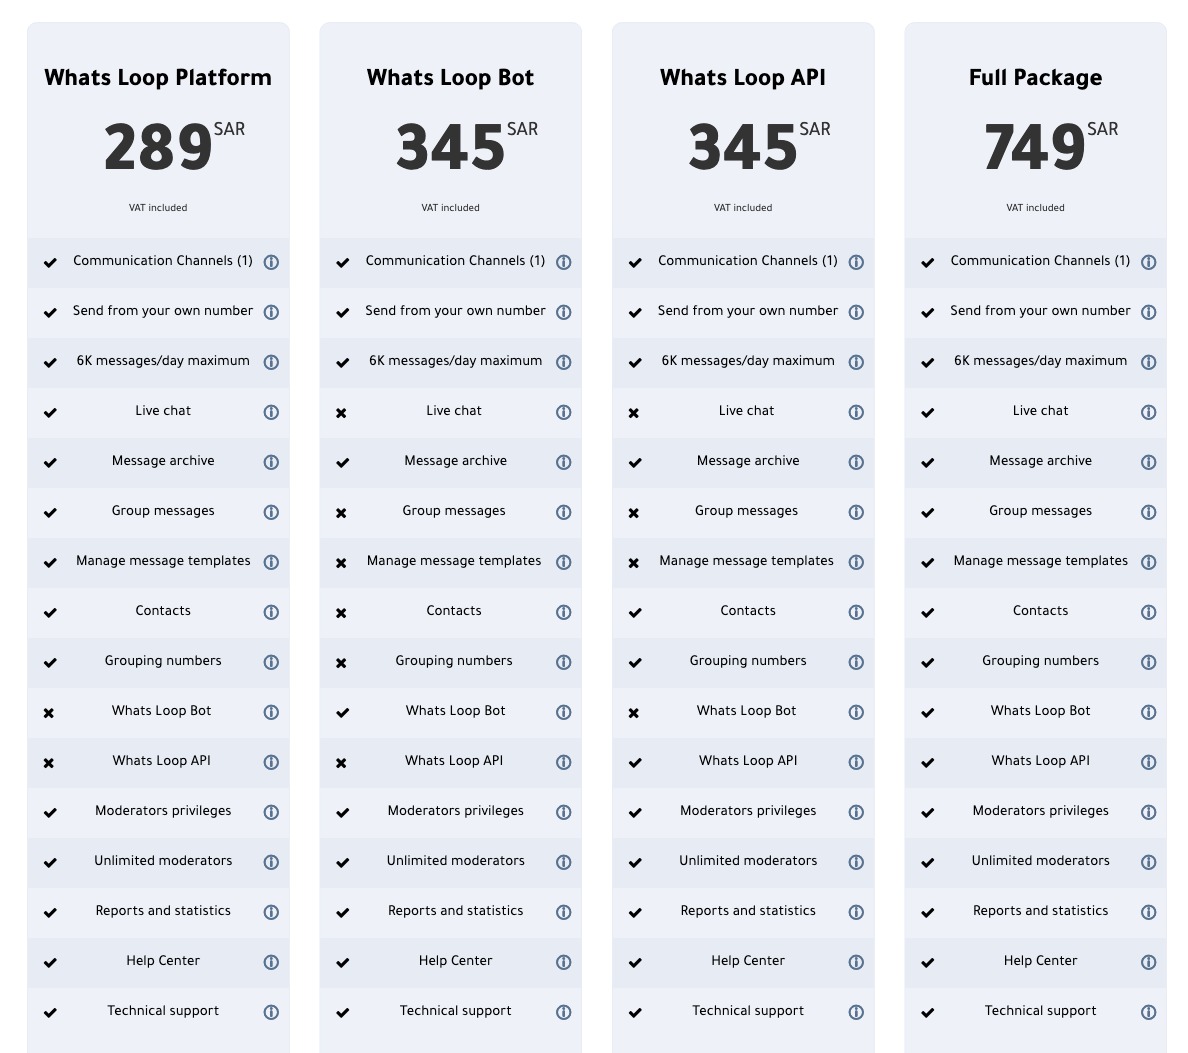 Whats Loop Platform
289 SAR
VAT included
✔ Communication Channels (1)
✔ Send from your own number
✔ 6K messages/day maximum
✔ Live chat
✔ Message archive
✔ Group messages
✔ Manage message templates
✔ Contacts
✔ Grouping numbers
✖ Whats Loop Bot
✖ Whats Loop API
✔ Moderators privileges
✔ Unlimited moderators
✔ Reports and statistics
✔ Help Center
✔ Technical support
Whats Loop Bot
345 SAR
VAT included
✔ Communication Channels (1)
✔ Send from your own number
✔ 6K messages/day maximum
✖ Live chat
✔ Message archive
✖ Group messages
✖ Manage message templates
✖ Contacts
✖ Grouping numbers
✔ Whats Loop Bot
✖ Whats Loop API
✔ Moderators privileges
✔ Unlimited moderators
✔ Reports and statistics
✔ Help Center
✔ Technical support
Whats Loop API
345 SAR
VAT included
✔ Communication Channels (1)
✔ Send from your own number
✔ 6K messages/day maximum
✖ Live chat
✔ Message archive
✖ Group messages
✖ Manage message templates
✔ Contacts
✔ Grouping numbers
✖ Whats Loop Bot
✔ Whats Loop API
✔ Moderators privileges
✔ Unlimited moderators
✔ Reports and statistics
✔ Help Center
✔ Technical support
Full Package
749 SAR
VAT included
✔ Communication Channels (1)
✔ Send from your own number
✔ 6K messages/day maximum
✔ Live chat
✔ Message archive
✔ Group messages
✔ Manage message templates
✔ Contacts
✔ Grouping numbers
✔ Whats Loop Bot
✔ Whats Loop API
✔ Moderators privileges
✔ Unlimited moderators
✔ Reports and statistics
✔ Help Center
✔ Technical support